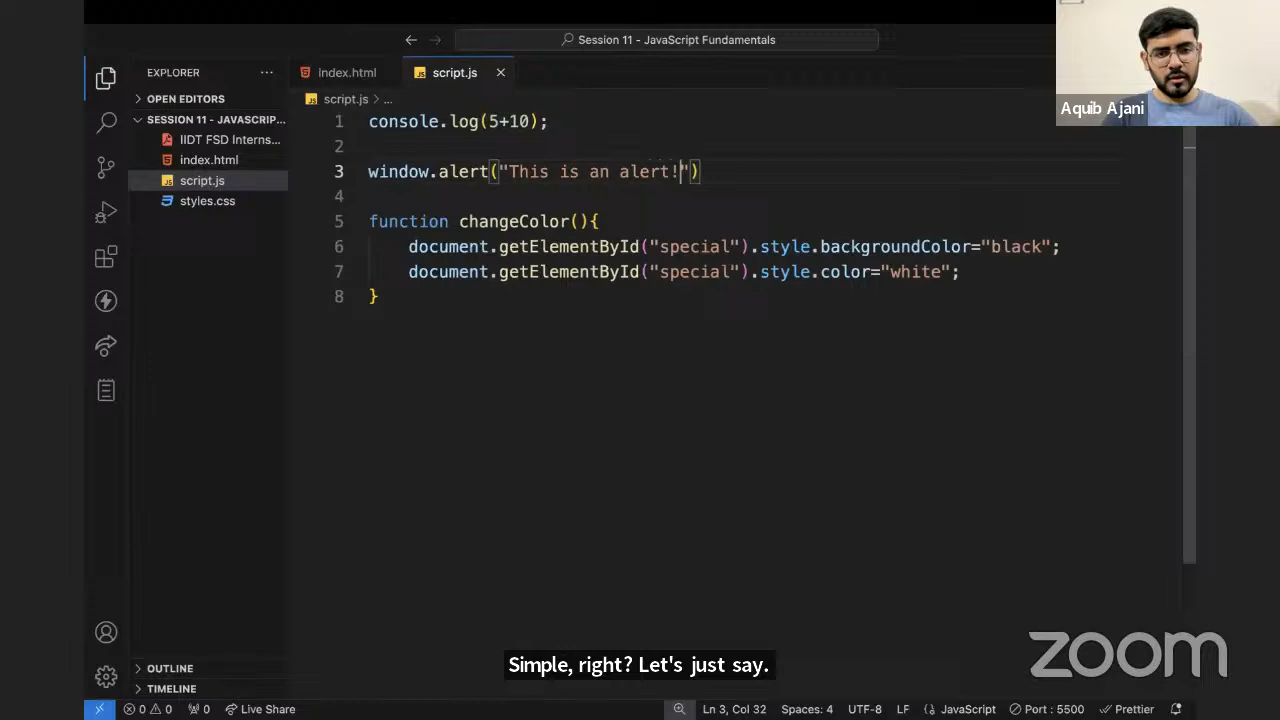 Session 11 - JavaScript Fundamentals
Aquib Ajani
EXPLORER
index.html
script.js
OPEN EDITORS
SESSION 11 - JAVASCRIP...
IIDT FSD Interns...
index.html
script.js
styles.css
script.js > ...
1 console.log(5+10);
2
3 window.alert("This is an alert!")
4
5 function changeColor(){
6 document.getElementById("special").style.backgroundColor="black";
7 document.getElementById("special").style.color="white";
8 }
Simple, right? Let's just say.
zoom
OUTLINE
TIMELINE
0 0 0 Live Share Ln 3, Col 32 Spaces: 4 UTF-8 LF {} JavaScript Port : 5500 Prettier